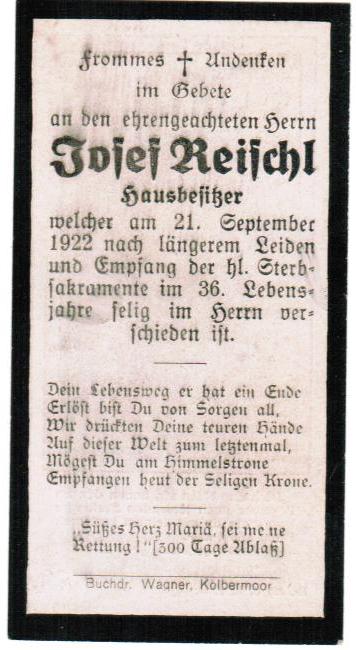 Frommes † Andenken
im Gebete
an den ehrengeachteten Herrn
Josef Reischl
Hausbesitzer
welcher am 21. September
1922 nach längerem Leiden
und Empfang der hl. Sterb-
sakramente im 36. Lebens-
jahre selig im Herrn ver-
schieden ist.
Dein Lebensweg er hat ein Ende
Erlöst bist Du von Sorgen all,
Wir drückten Deine teuren Hände
Auf dieser Welt zum letztenmal,
Mögest Du am Himmelstrone
Empfangen heut der Seligen Krone.
„Süßes Herz Mariä, sei me ne
Rettung!" [300 Tage Ablaß]
Buchdr. Wagner, Kolbermoor